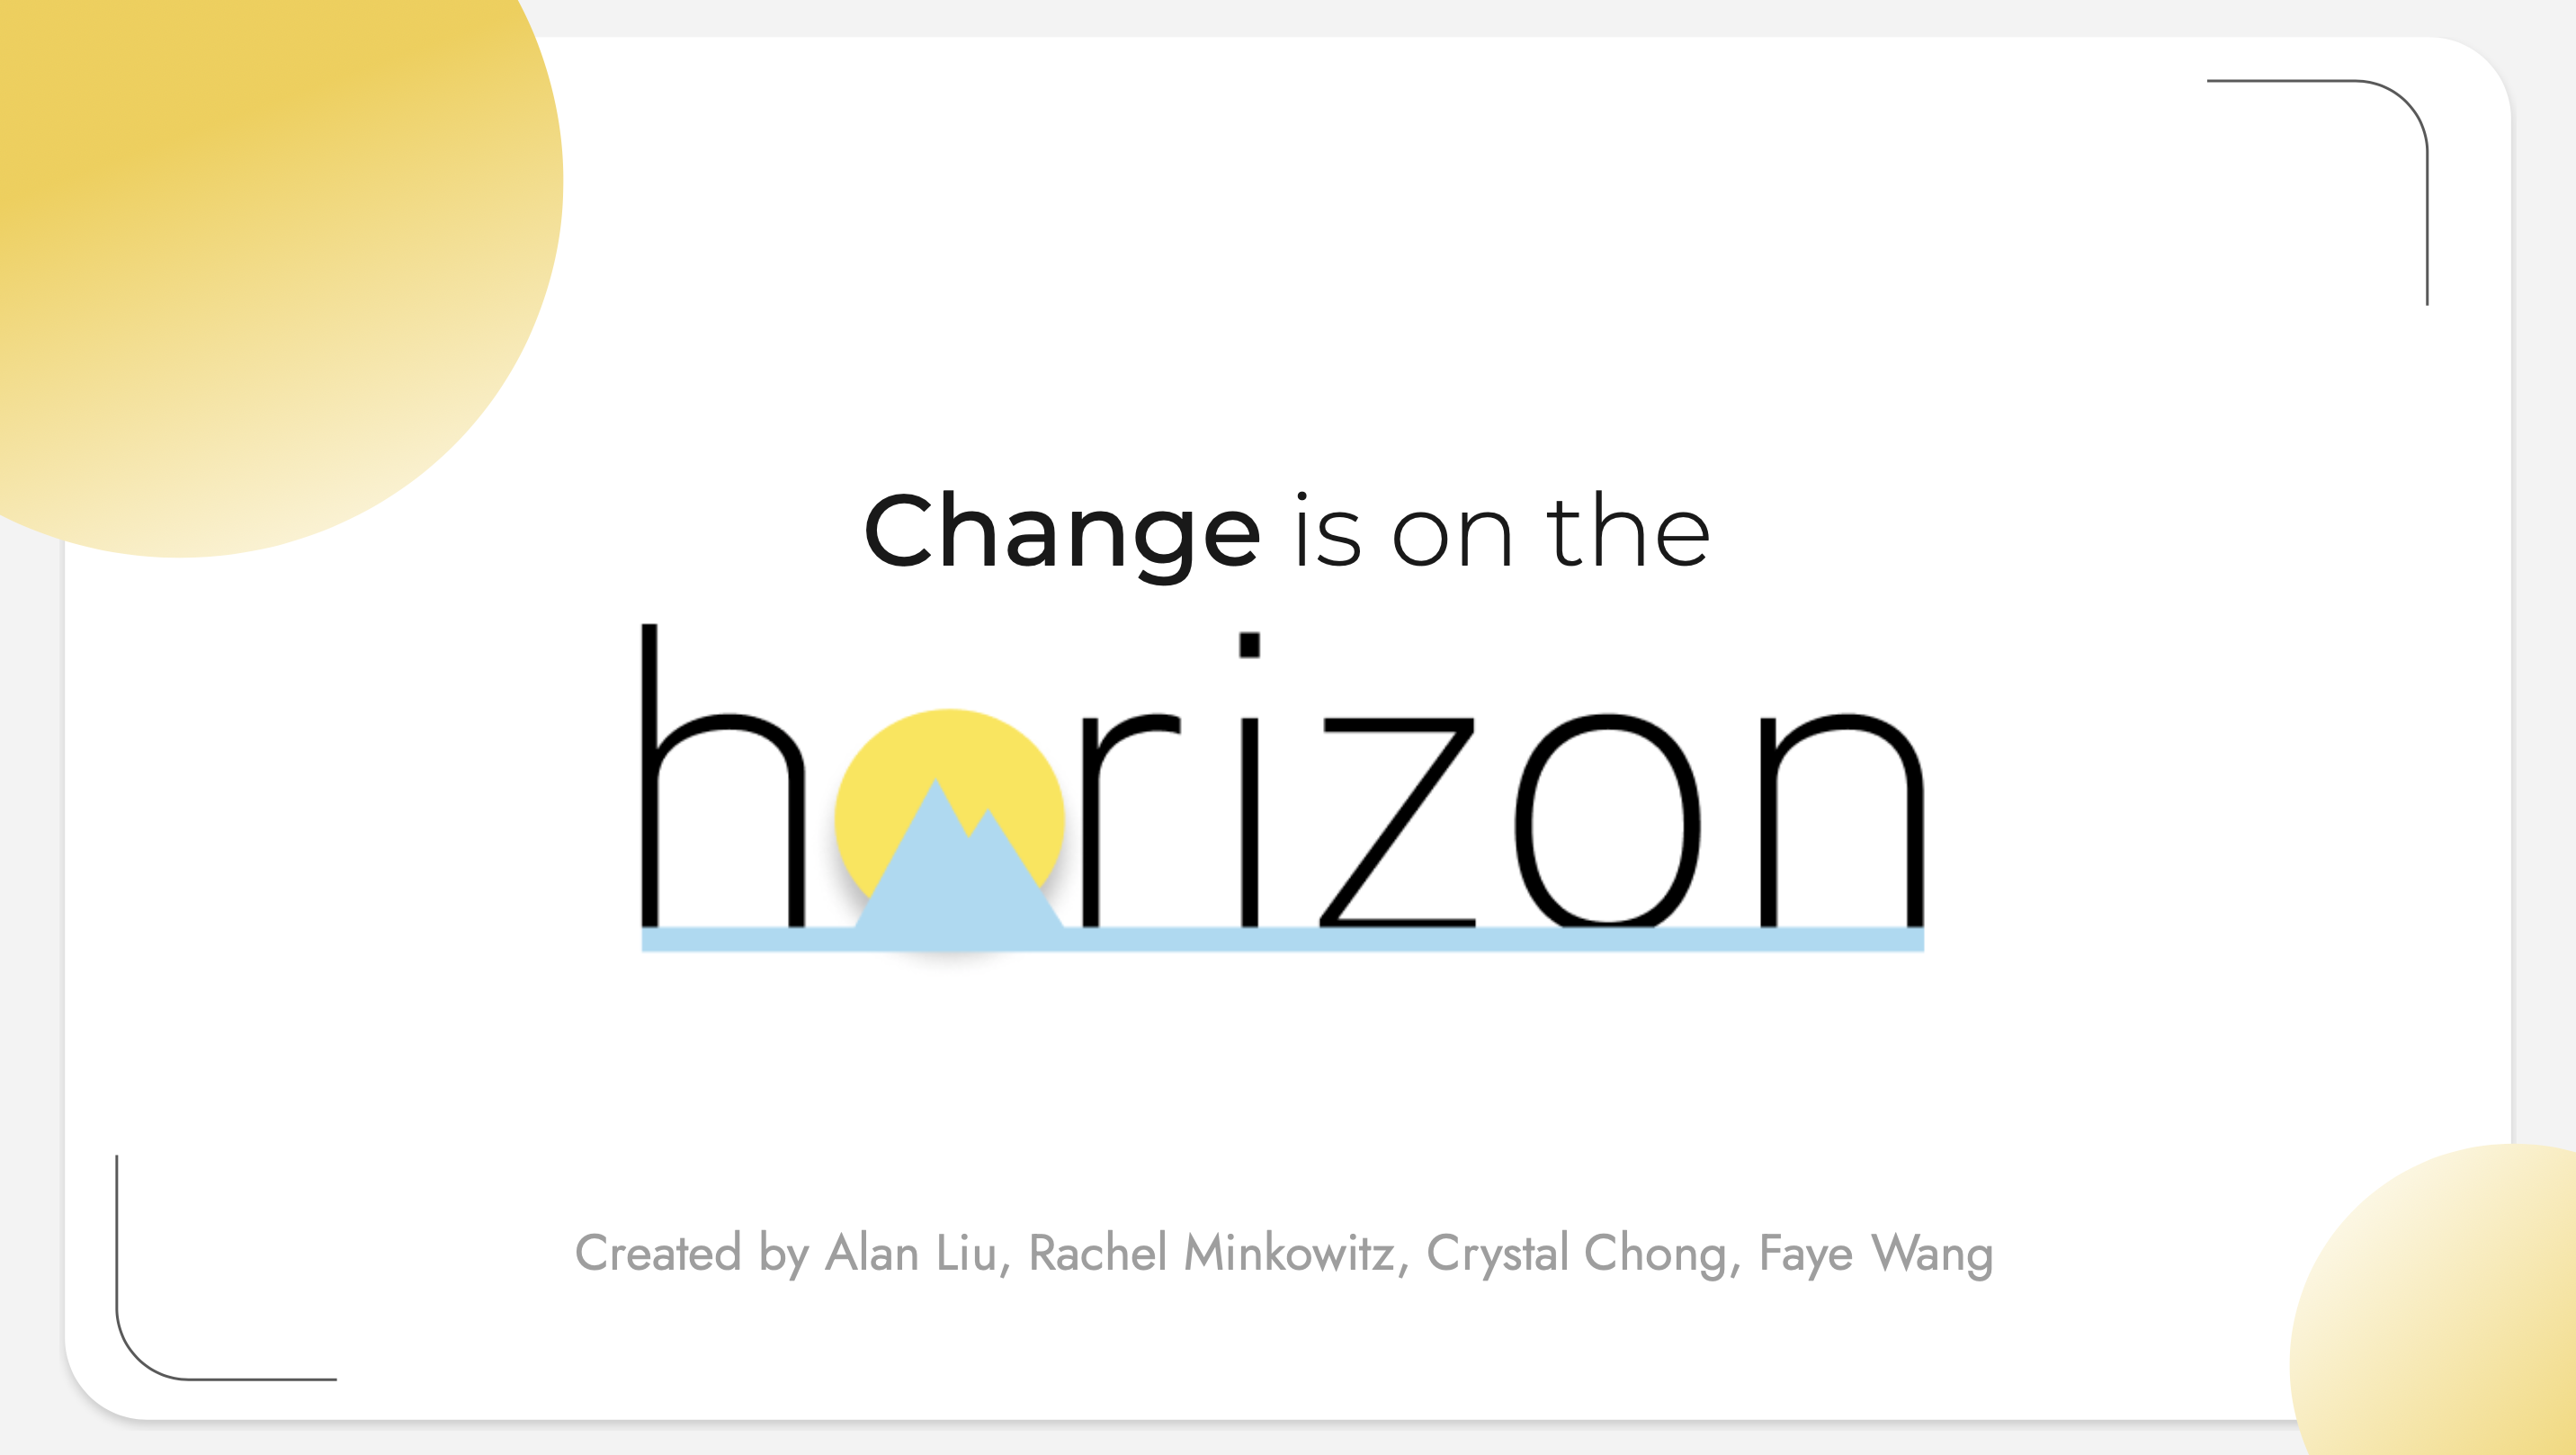 Change is on the
horizon
Created by Alan Liu, Rachel Minkowitz, Crystal Chong, Faye Wang